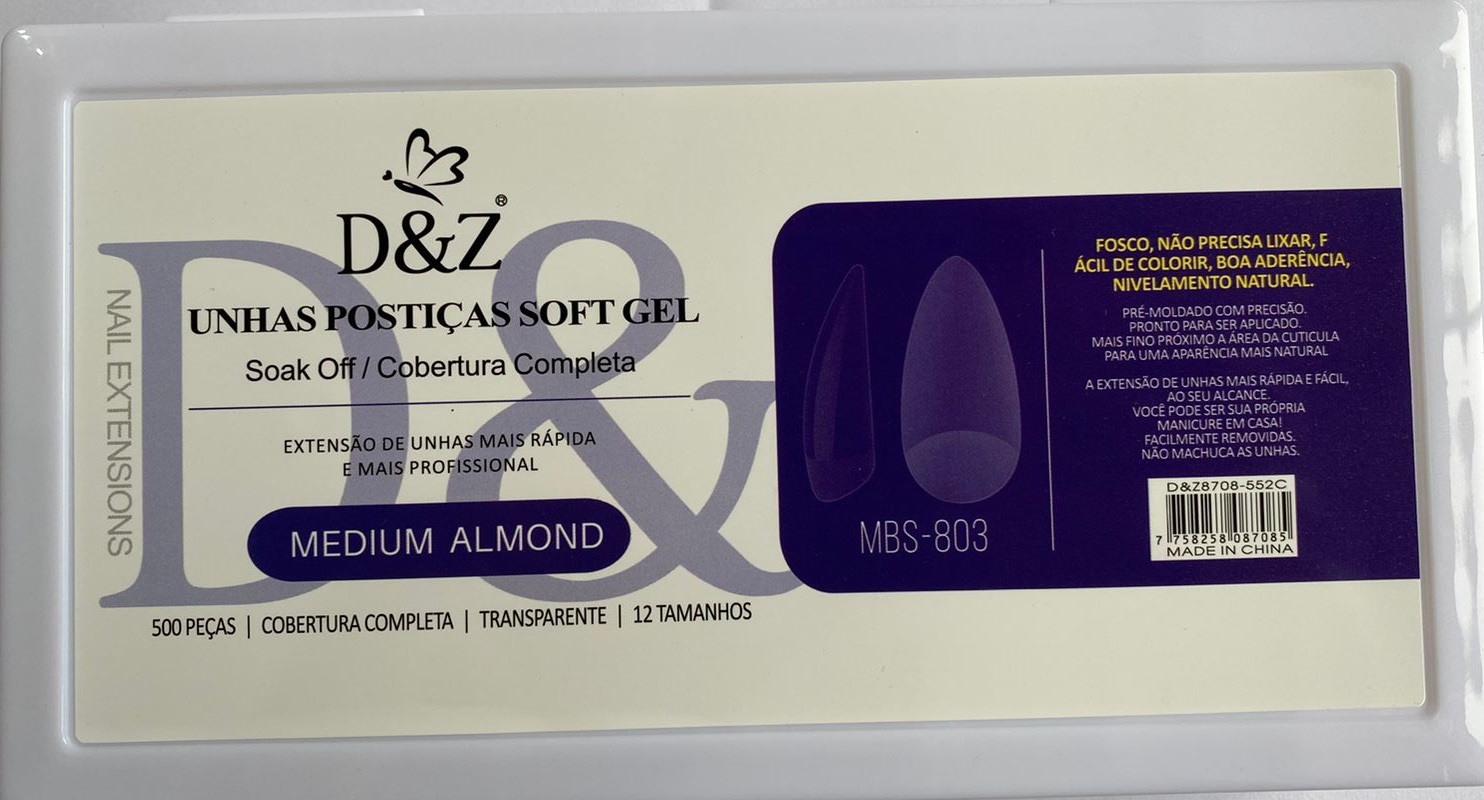 D&Z®
D&
NAIL EXTENSIONS
UNHAS POSTIÇAS SOFT GEL
Soak Off / Cobertura Completa
EXTENSÃO DE UNHAS MAIS RÁPIDA
E MAIS PROFISSIONAL
MEDIUM ALMOND
500 PEÇAS | COBERTURA COMPLETA | TRANSPARENTE | 12 TAMANHOS
MBS-803
FOSCO, NÃO PRECISA LIXAR, F
ÁCIL DE COLORIR, BOA ADERÊNCIA,
NIVELAMENTO NATURAL.
PRÉ-MOLDADO COM PRECISÃO.
PRONTO PARA SER APLICADO.
MAIS FINO PRÓXIMO A ÁREA DA CUTICULA
PARA UMA APARÊNCIA MAIS NATURAL
A EXTENSÃO DE UNHAS MAIS RÁPIDA E FÁCIL,
AO SEU ALCANCE.
VOCÊ PODE SER SUA PRÓPRIA
MANICURE EM CASA!
FACILMENTE REMOVIDAS.
NÃO MACHUCA AS UNHAS.
D&Z8708-552C
7 758258 087085
MADE IN CHINA